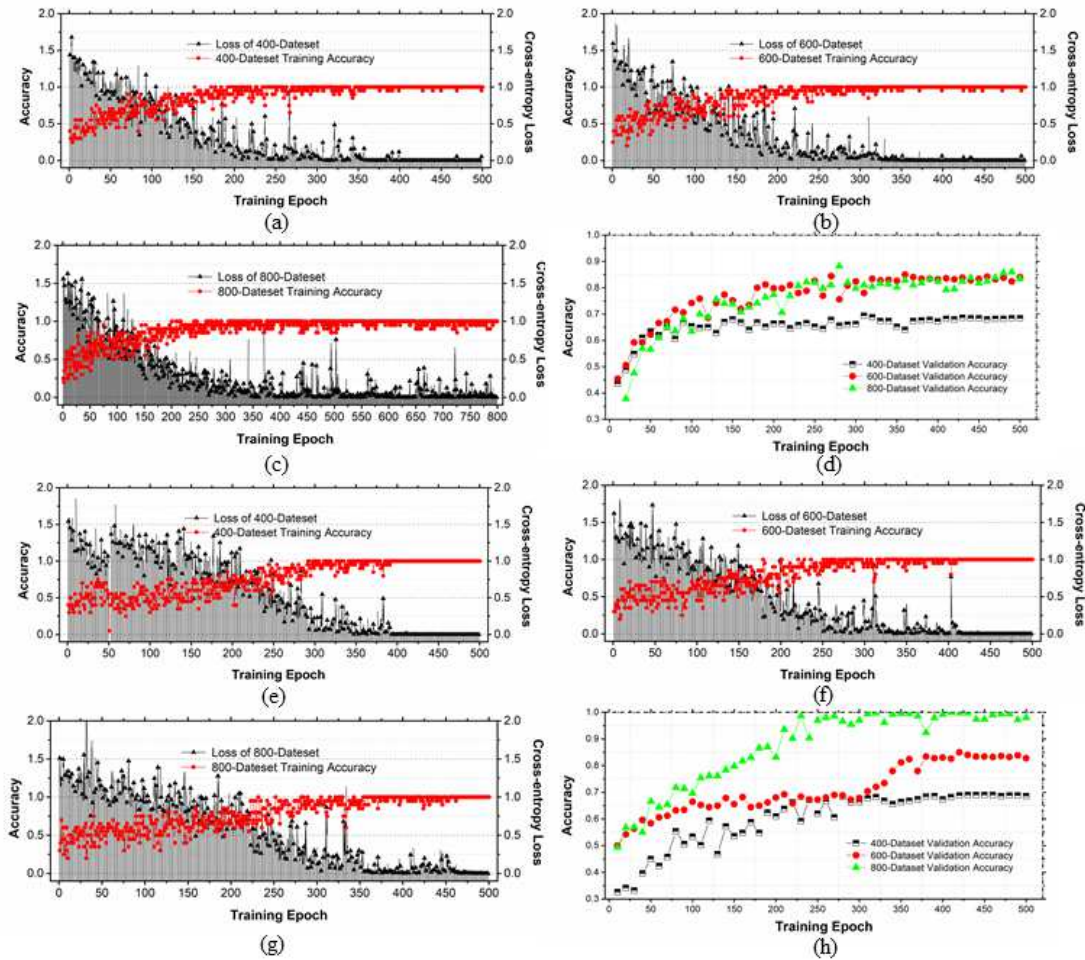 Loss of 400-Dateset
400-Dateset Training Accuracy
Accuracy
Cross-entropy Loss
2.0
1.5
1.0
0.5
0.0
0 50 100 150 200 250 300 350 400 450 500
Training Epoch
(a)
Loss of 600-Dateset
600-Dateset Training Accuracy
Accuracy
Cross-entropy Loss
2.0
1.5
1.0
0.5
0.0
0 50 100 150 200 250 300 350 400 450 500
Training Epoch
(b)
Loss of 800-Dateset
800-Dateset Training Accuracy
Accuracy
Cross-entropy Loss
2.0
1.5
1.0
0.5
0.0
0 50 100 150 200 250 300 350 400 450 500 550 600 650 700 750 800
Training Epoch
(c)
Accuracy
1.0
0.9
0.8
0.7
0.6
0.5
0.4
0.3
400-Dataset Validation Accuracy
600-Dataset Validation Accuracy
800-Dataset Validation Accuracy
0 50 100 150 200 250 300 350 400 450 500
Training Epoch
(d)
Loss of 400-Dateset
400-Dateset Training Accuracy
Accuracy
Cross-entropy Loss
2.0
1.5
1.0
0.5
0.0
0 50 100 150 200 250 300 350 400 450 500
Training Epoch
(e)
Loss of 600-Dateset
600-Dateset Training Accuracy
Accuracy
Cross-entropy Loss
2.0
1.5
1.0
0.5
0.0
0 50 100 150 200 250 300 350 400 450 500
Training Epoch
(f)
Loss of 800-Dateset
800-Dateset Training Accuracy
Accuracy
Cross-entropy Loss
2.0
1.5
1.0
0.5
0.0
0 50 100 150 200 250 300 350 400 450 500
Training Epoch
(g)
Accuracy
1.0
0.9
0.8
0.7
0.6
0.5
0.4
0.3
400-Dataset Validation Accuracy
600-Dataset Validation Accuracy
800-Dataset Validation Accuracy
0 50 100 150 200 250 300 350 400 450 500
Training Epoch
(h)